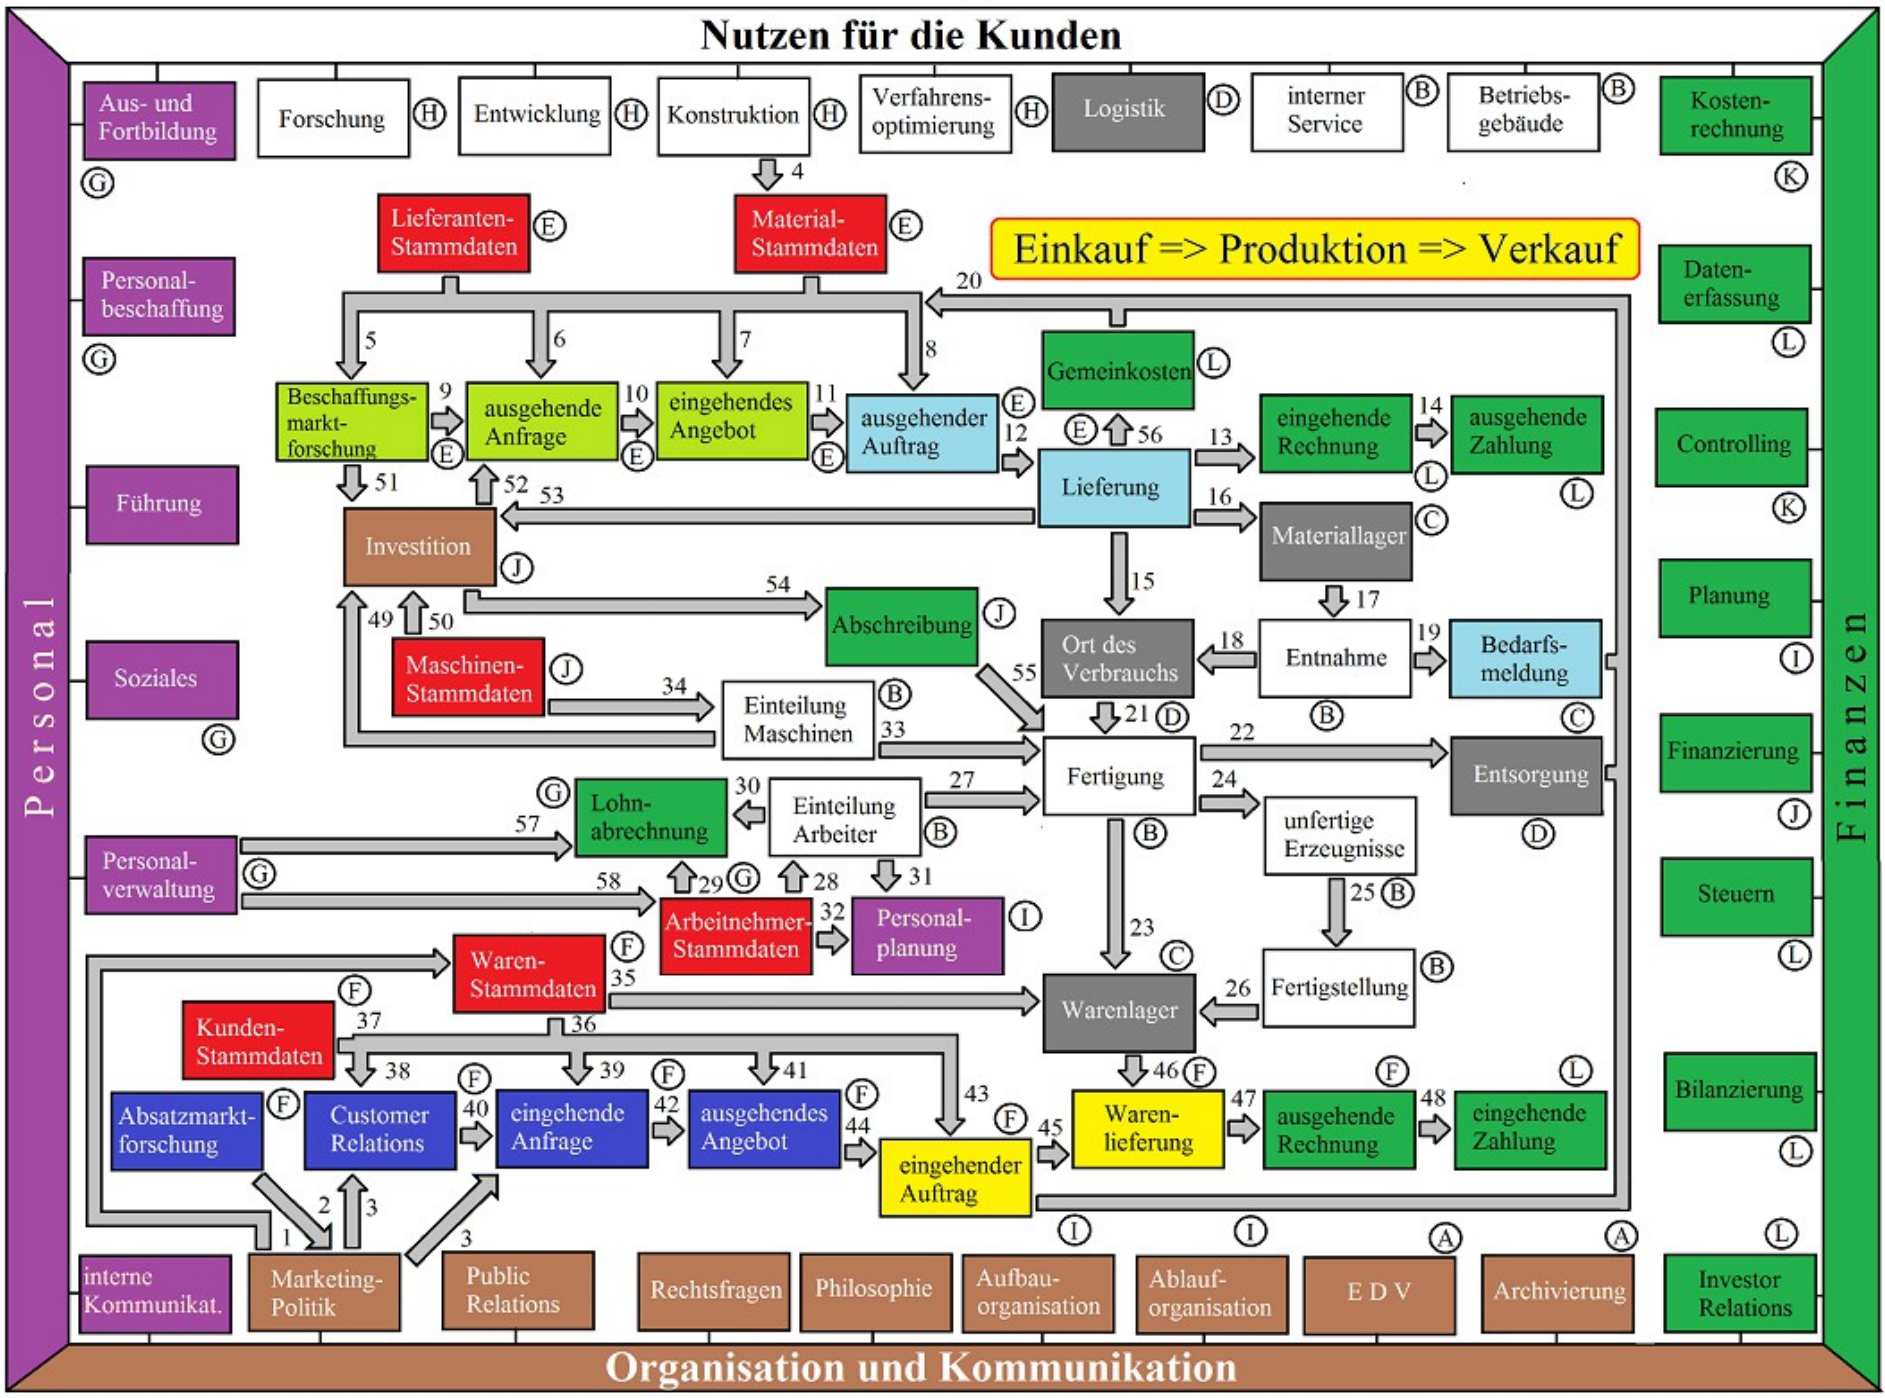 Nutzen für die Kunden
Aus- und
Fortbildung
G
Forschung
H
Entwicklung
H
Konstruktion
H
Verfahrens-
optimierung
H
Logistik
D
interner
Service
B
Betriebs-
gebäude
B
Kosten-
rechnung
K
4
Lieferanten-
Stammdaten
E
Material-
Stammdaten
E
Einkauf => Produktion => Verkauf
Personal-
beschaffung
G
Daten-
erfassung
L
20
5
6
7
8
Gemeinkosten
L
Beschaffungs-
markt-
forschung
9
E
ausgehende
Anfrage
10
E
eingehendes
Angebot
11
E
ausgehender
Auftrag
E
12
E
56
13
eingehende
Rechnung
14
L
ausgehende
Zahlung
L
Controlling
K
51
52
53
Lieferung
16
Führung
Investition
J
Materiallager
C
15
17
54
49
50
Abschreibung
J
Planung
I
Maschinen-
Stammdaten
J
55
Ort des
Verbrauchs
18
Entnahme
B
19
Bedarfs-
meldung
C
Soziales
G
34
Einteilung
Maschinen
B
33
21
D
22
Fertigung
B
Entsorgung
D
Finanzierung
J
Personal
Finanzen
G
Lohn-
abrechnung
30
Einteilung
Arbeiter
B
27
24
unfertige
Erzeugnisse
57
Personal-
verwaltung
G
58
29
G
28
31
25
B
Steuern
L
Arbeitnehmer-
Stammdaten
32
Personal-
planung
I
23
Waren-
Stammdaten
F
35
C
Warenlager
26
Fertigstellung
B
Kunden-
Stammdaten
F
37
36
38
39
41
43
46
F
Absatzmarkt-
forschung
F
Customer
Relations
F
40
eingehende
Anfrage
F
42
ausgehendes
Angebot
F
44
eingehender
Auftrag
F
45
Waren-
lieferung
47
ausgehende
Rechnung
F
48
eingehende
Zahlung
L
Bilanzierung
L
1
2
3
3
interne
Kommunikat.
Marketing-
Politik
Public
Relations
Rechtsfragen
Philosophie
Aufbau-
organisation
I
Ablauf-
organisation
I
E D V
A
Archivierung
A
Investor
Relations
L
Organisation und Kommunikation